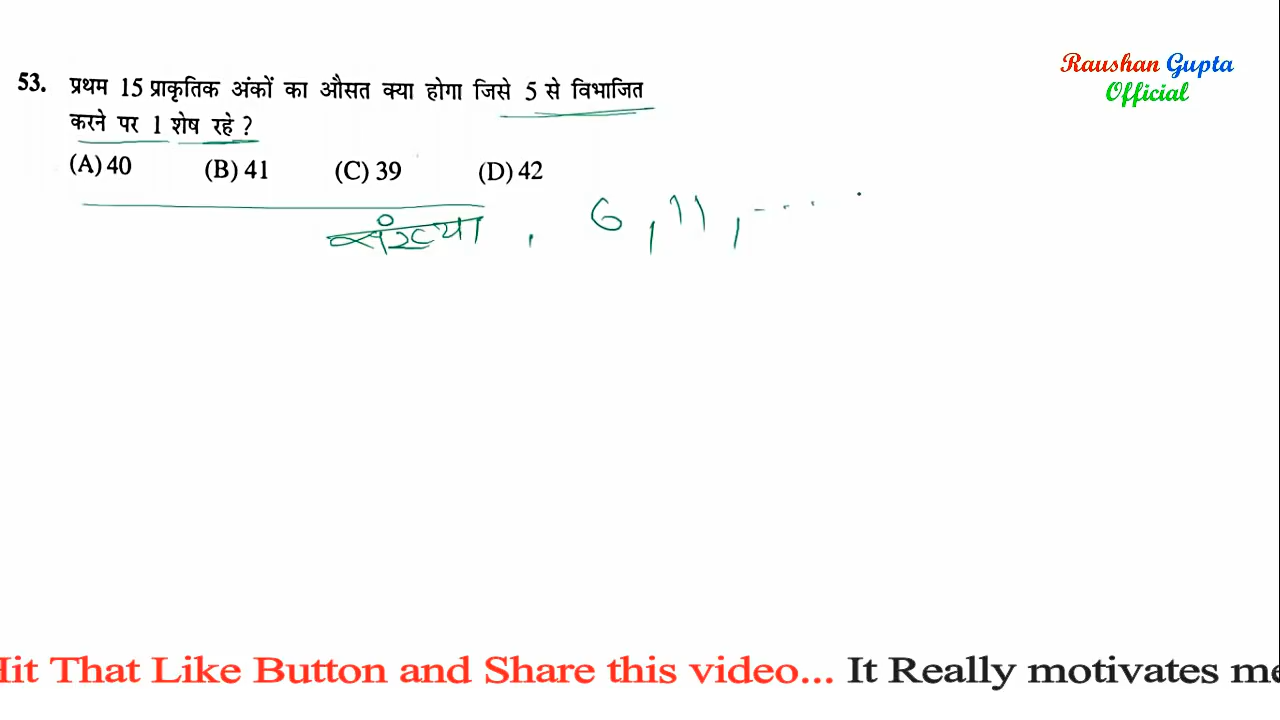 Raushan Gupta
Official
53. प्रथम 15 प्राकृतिक अंकों का औसत क्या होगा जिसे 5 से विभाजित
करने पर 1 शेष रहे ?
(A) 40 (B) 41 (C) 39 (D) 42
संख्या , 6, 11, -----
Hit That Like Button and Share this video... It Really motivates me